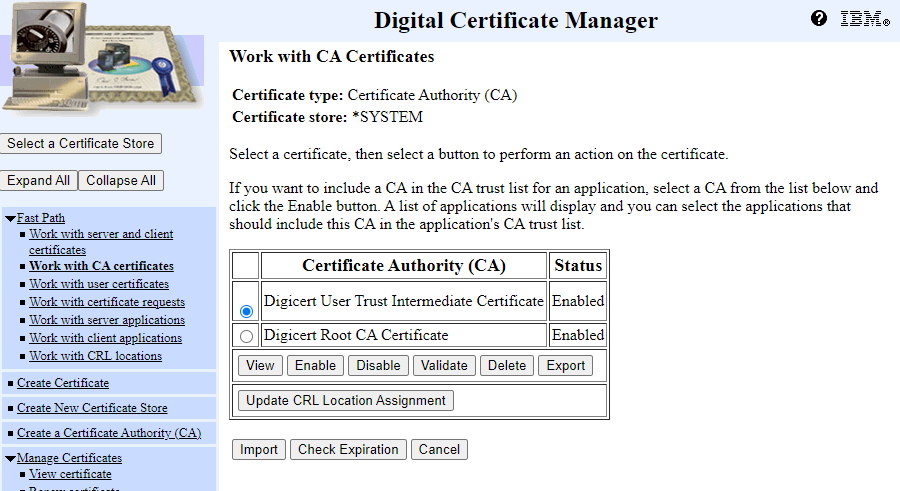 Digital Certificate Manager
IBM®
Select a Certificate Store
Expand All Collapse All
Fast Path
Work with server and client
certificates
Work with CA certificates
Work with user certificates
Work with certificate requests
Work with server applications
Work with client applications
Work with CRL locations
Create Certificate
Create New Certificate Store
Create a Certificate Authority (CA)
Manage Certificates
View certificate
Work with CA Certificates
Certificate type: Certificate Authority (CA)
Certificate store: *SYSTEM
Select a certificate, then select a button to perform an action on the certificate.
If you want to include a CA in the CA trust list for an application, select a CA from the list below and
click the Enable button. A list of applications will display and you can select the applications that
should include this CA in the application's CA trust list.
Certificate Authority (CA) Status
Digicert User Trust Intermediate Certificate Enabled
Digicert Root CA Certificate Enabled
View Enable Disable Validate Delete Export
Update CRL Location Assignment
Import Check Expiration Cancel